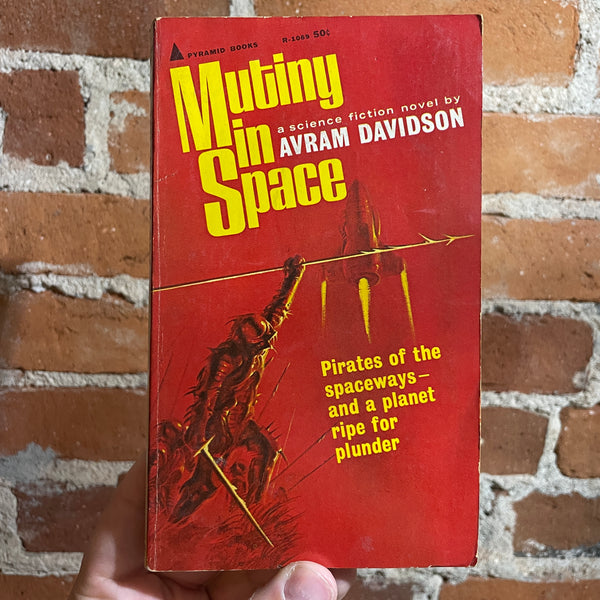 PYRAMID BOOKS R-1069 50¢
Mutiny
in
Space
a science fiction novel by
AVRAM DAVIDSON
Pirates of the
spaceways—
and a planet
ripe for
plunder